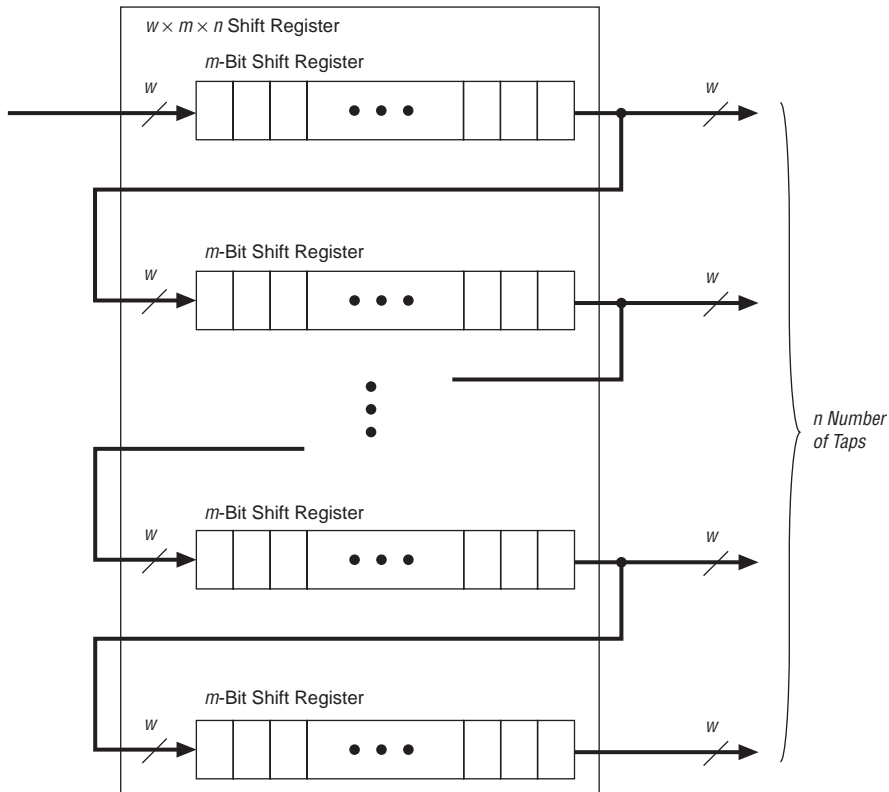 w × m × n Shift Register
m-Bit Shift Register
w
w
m-Bit Shift Register
w
w
n Number
of Taps
m-Bit Shift Register
w
w
m-Bit Shift Register
w
w